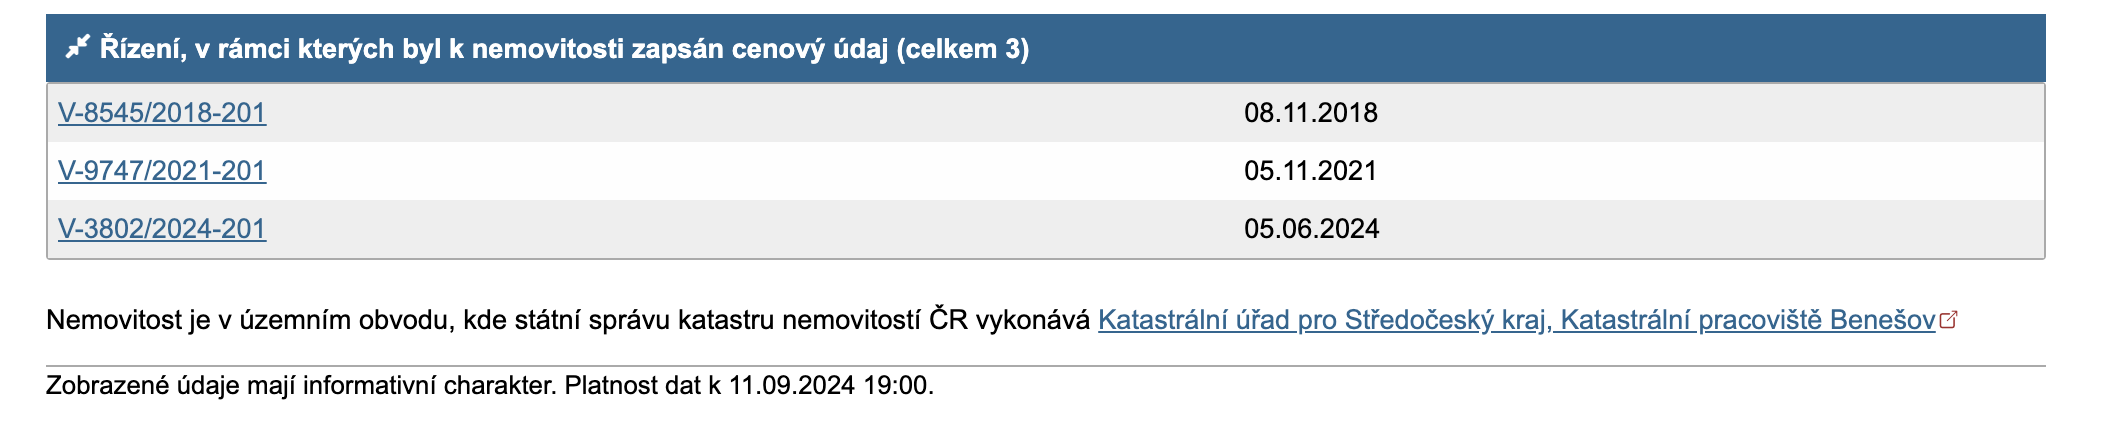 Řízení, v rámci kterých byl k nemovitosti zapsán cenový údaj (celkem 3)
V-8545/2018-201 08.11.2018
V-9747/2021-201 05.11.2021
V-3802/2024-201 05.06.2024
Nemovitost je v územním obvodu, kde státní správu katastru nemovitostí ČR vykonává Katastrální úřad pro Středočeský kraj, Katastrální pracoviště Benešov
Zobrazené údaje mají informativní charakter. Platnost dat k 11.09.2024 19:00.